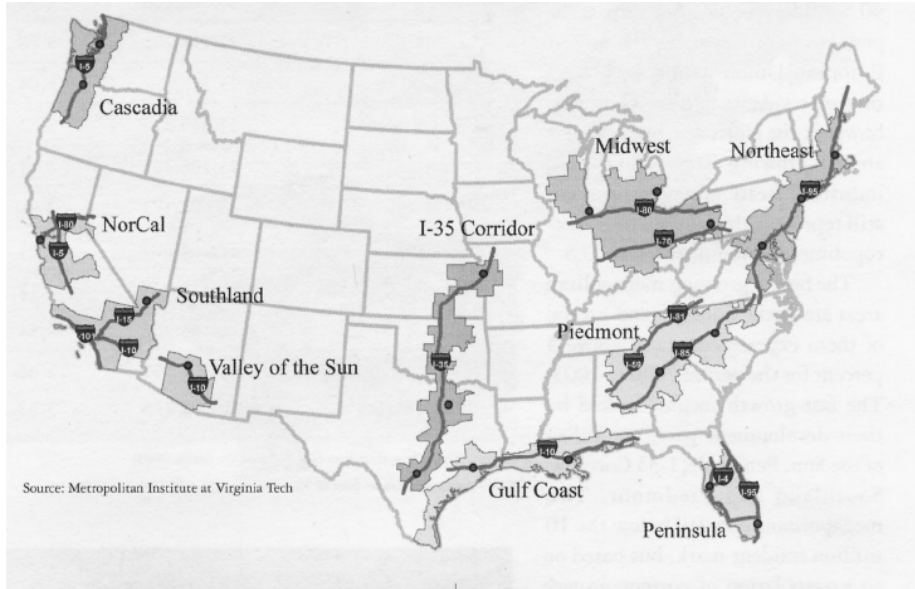 I-5
Cascadia
Midwest
Northeast
I-95
I-80
I-70
I-80
NorCal
I-5
I-35 Corridor
Southland
I-15
101
I-10
Valley of the Sun
I-10
I-35
Piedmont
I-81
I-85
I-59
Source: Metropolitan Institute at Virginia Tech
I-10
Gulf Coast
I-4
I-95
Peninsula